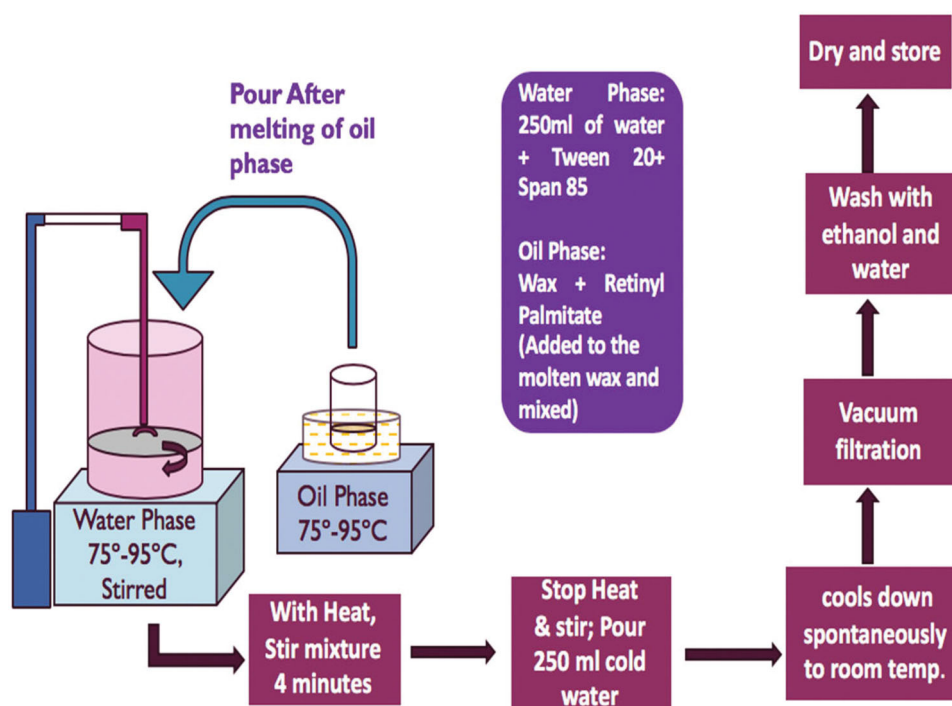 Pour After
melting of oil
phase
Water Phase:
250ml of water
+ Tween 20+
Span 85
Oil Phase:
Wax + Retinyl
Palmitate
(Added to the
molten wax and
mixed)
Water Phase
75°-95°C,
Stirred
Oil Phase
75°-95°C
With Heat,
Stir mixture
4 minutes
Stop Heat
& stir; Pour
250 ml cold
water
cools down
spontaneously
to room temp.
Vacuum
filtration
Wash with
ethanol and
water
Dry and store